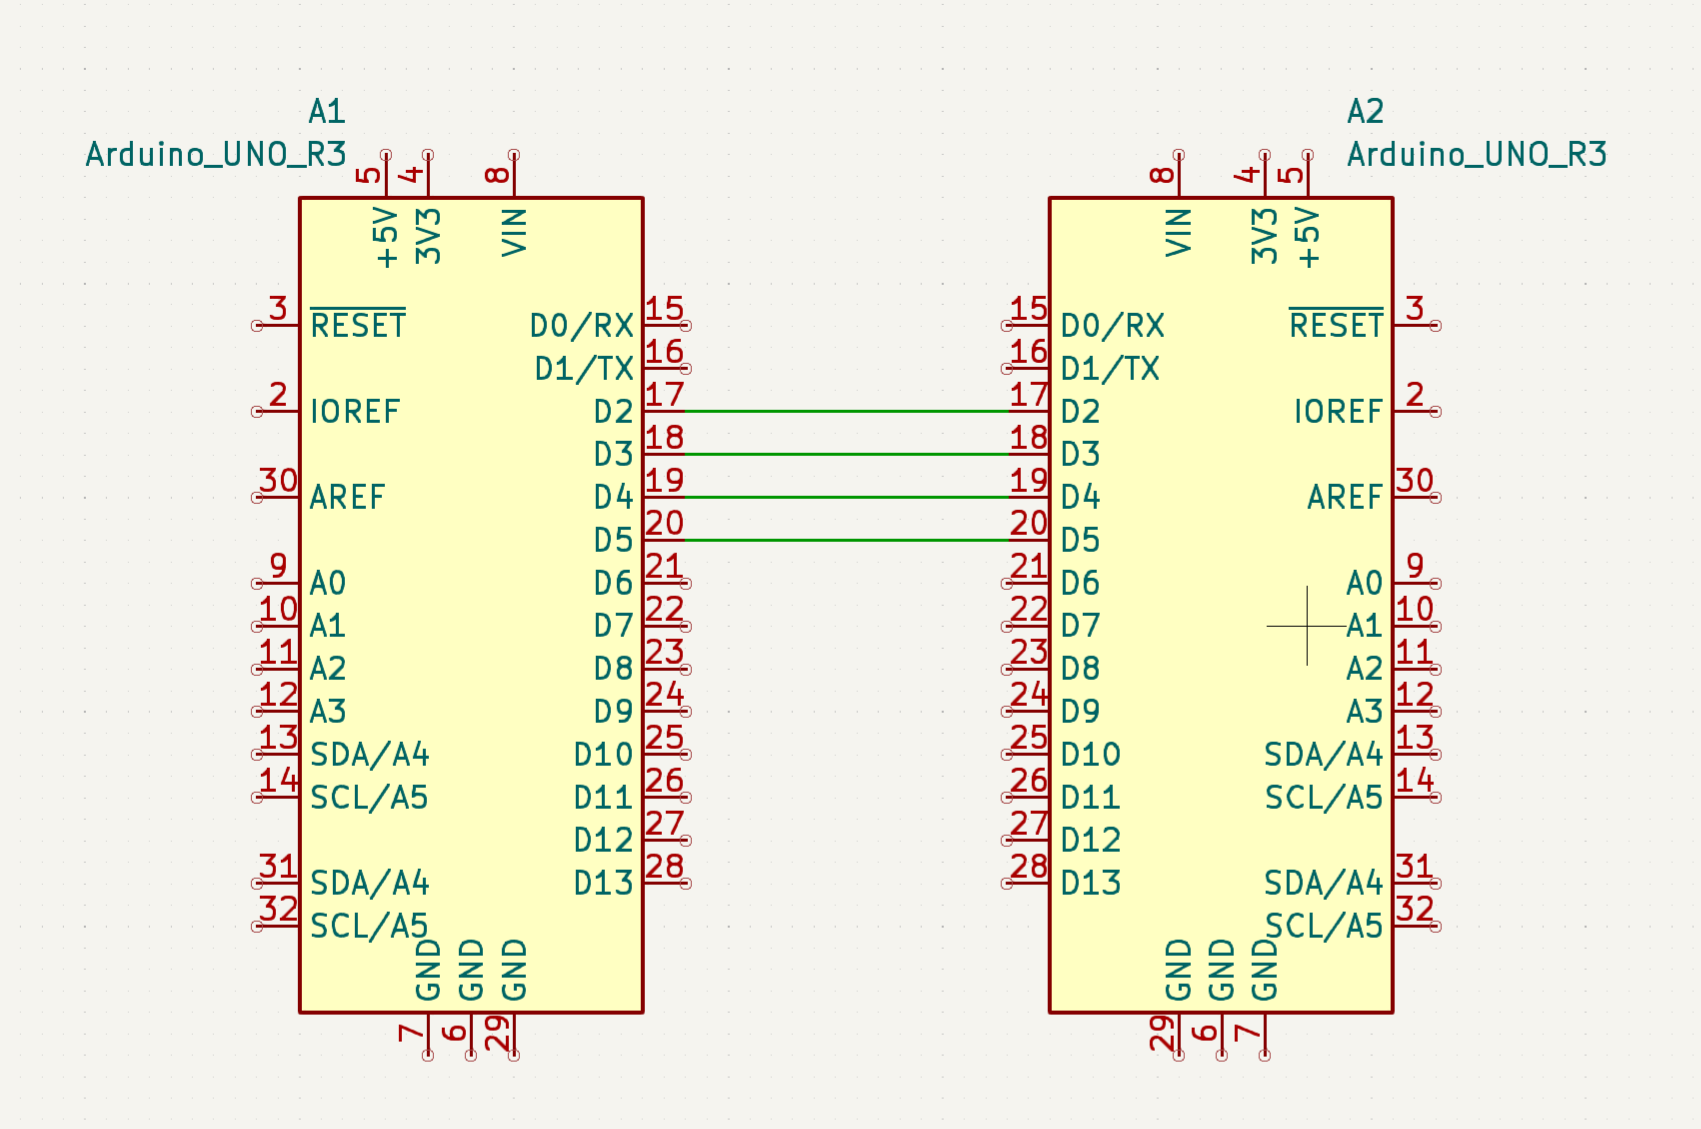 A1
Arduino_UNO_R3
5 4 8
+5V 3V3 VIN
3 RESET D0/RX 15
D1/TX 16
2 IOREF D2 17
D3 18
30 AREF D4 19
D5 20
9 A0 D6 21
10 A1 D7 22
11 A2 D8 23
12 A3 D9 24
13 SDA/A4 D10 25
14 SCL/A5 D11 26
D12 27
31 SDA/A4 D13 28
32 SCL/A5
GND GND GND
7 6 29
A2
Arduino_UNO_R3
8 4 5
VIN 3V3 +5V
15 D0/RX RESET 3
16 D1/TX
17 D2 IOREF 2
18 D3
19 D4 AREF 30
20 D5
21 D6 A0 9
22 D7 A1 10
23 D8 A2 11
24 D9 A3 12
25 D10 SDA/A4 13
26 D11 SCL/A5 14
27 D12
28 D13 SDA/A4 31
SCL/A5 32
GND GND GND
29 6 7